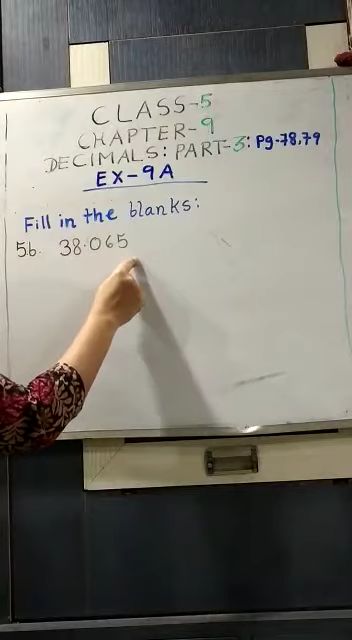 CLASS-5
CHAPTER-9
DECIMALS: PART-3: Pg-78,79
EX-9A
Fill in the blanks:
5b. 38.065